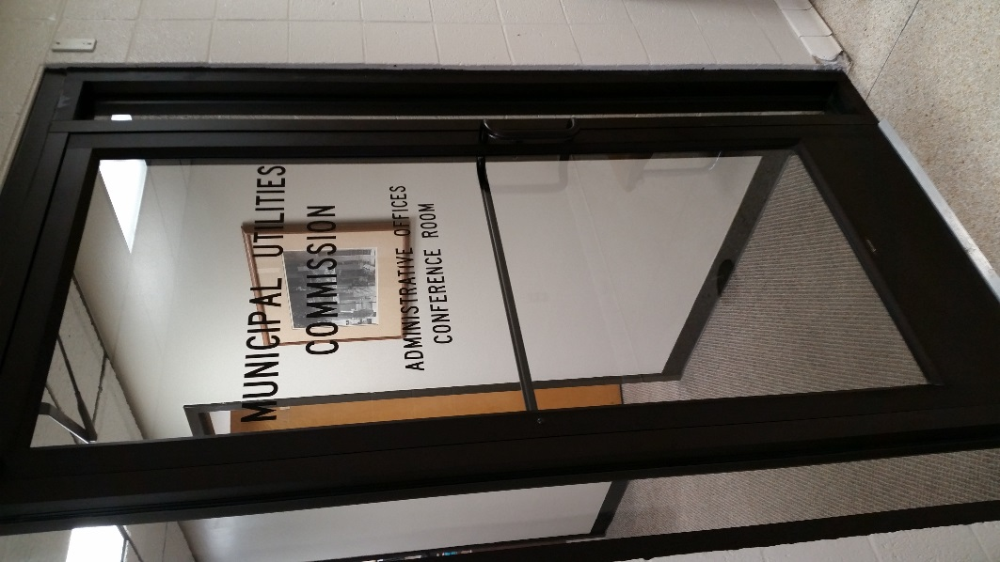 MUNICIPAL UTILITIES
COMMISSION
ADMINISTRATIVE OFFICES
CONFERENCE ROOM